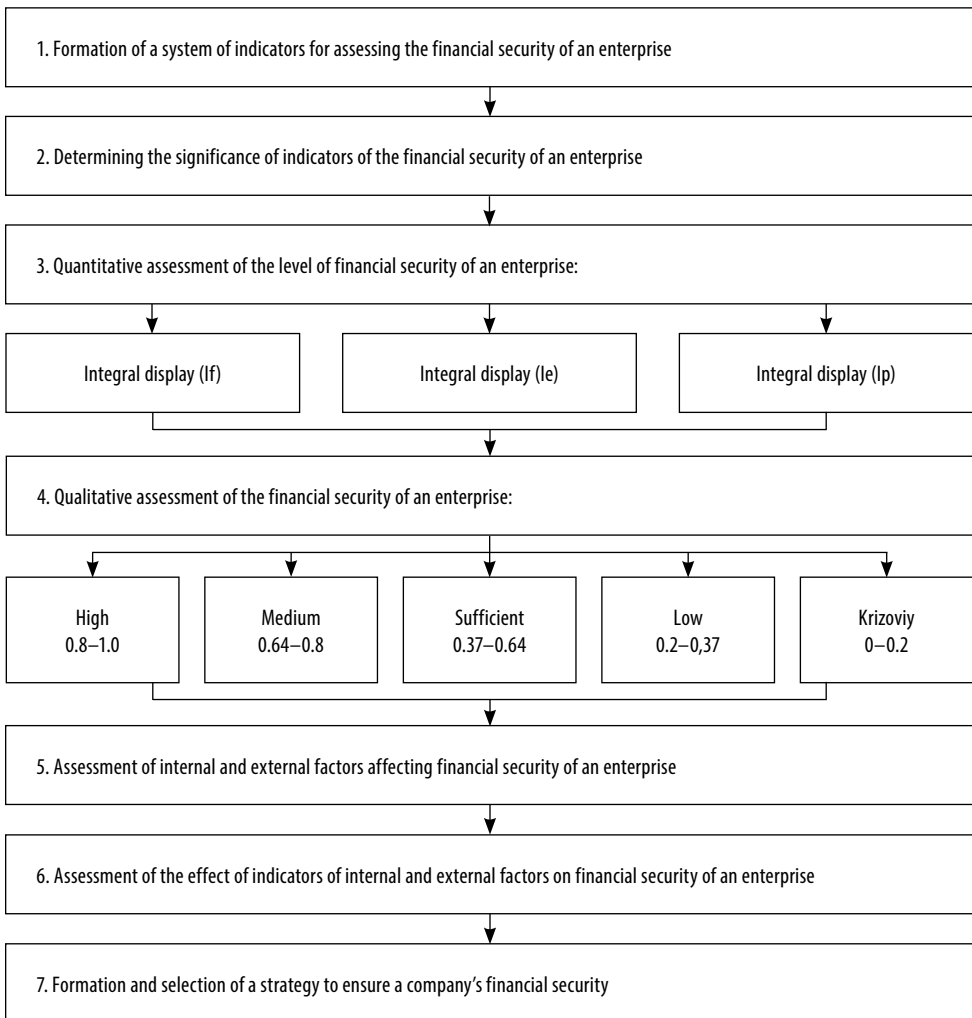 1. Formation of a system of indicators for assessing the financial security of an enterprise
2. Determining the significance of indicators of the financial security of an enterprise
3. Quantitative assessment of the level of financial security of an enterprise:
Integral display (If)
Integral display (Ie)
Integral display (Ip)
4. Qualitative assessment of the financial security of an enterprise:
High
0.8–1.0
Medium
0.64–0.8
Sufficient
0.37–0.64
Low
0.2–0,37
Krizoviy
0–0.2
5. Assessment of internal and external factors affecting financial security of an enterprise
6. Assessment of the effect of indicators of internal and external factors on financial security of an enterprise
7. Formation and selection of a strategy to ensure a company’s financial security